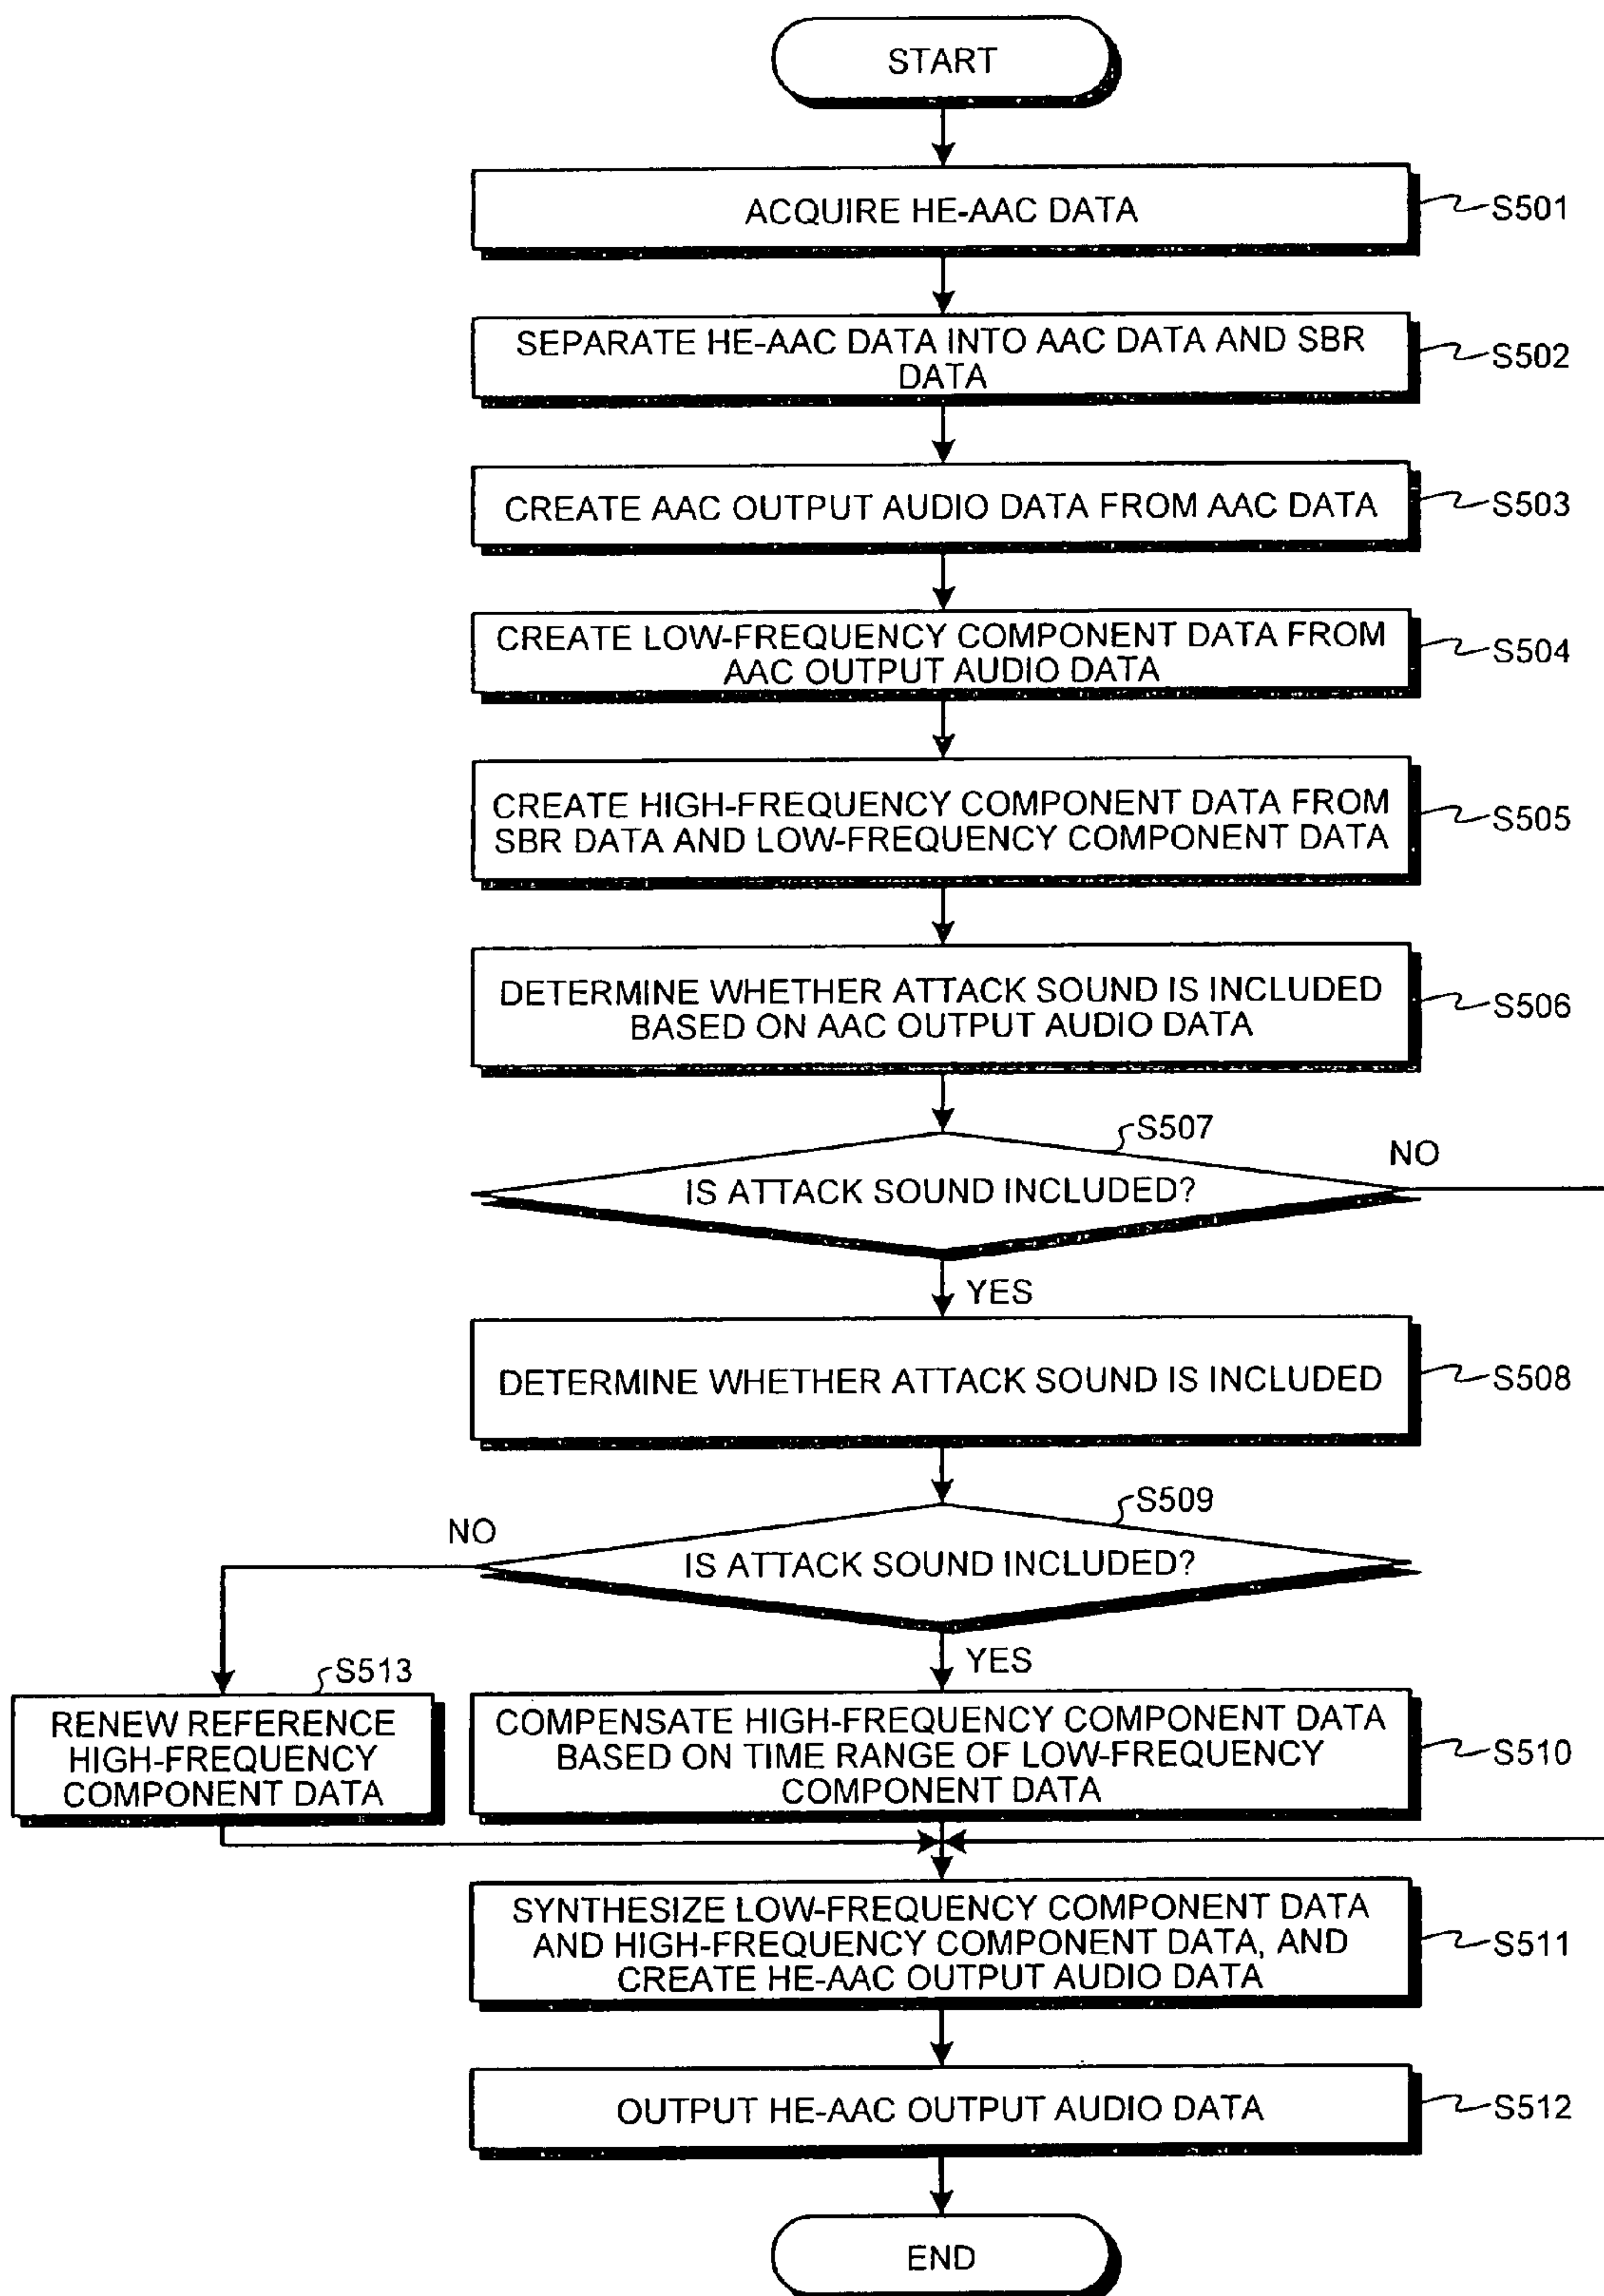 START
ACQUIRE HE-AAC DATA
S501
SEPARATE HE-AAC DATA INTO AAC DATA AND SBR
DATA
S502
CREATE AAC OUTPUT AUDIO DATA FROM AAC DATA
S503
CREATE LOW-FREQUENCY COMPONENT DATA FROM
AAC OUTPUT AUDIO DATA
S504
CREATE HIGH-FREQUENCY COMPONENT DATA FROM
SBR DATA AND LOW-FREQUENCY COMPONENT DATA
S505
DETERMINE WHETHER ATTACK SOUND IS INCLUDED
BASED ON AAC OUTPUT AUDIO DATA
S506
S507
NO
IS ATTACK SOUND INCLUDED?
YES
DETERMINE WHETHER ATTACK SOUND IS INCLUDED
S508
S509
NO
IS ATTACK SOUND INCLUDED?
YES
S513
RENEW REFERENCE
HIGH-FREQUENCY
COMPONENT DATA
COMPENSATE HIGH-FREQUENCY COMPONENT DATA
BASED ON TIME RANGE OF LOW-FREQUENCY
COMPONENT DATA
S510
SYNTHESIZE LOW-FREQUENCY COMPONENT DATA
AND HIGH-FREQUENCY COMPONENT DATA, AND
CREATE HE-AAC OUTPUT AUDIO DATA
S511
OUTPUT HE-AAC OUTPUT AUDIO DATA
S512
END